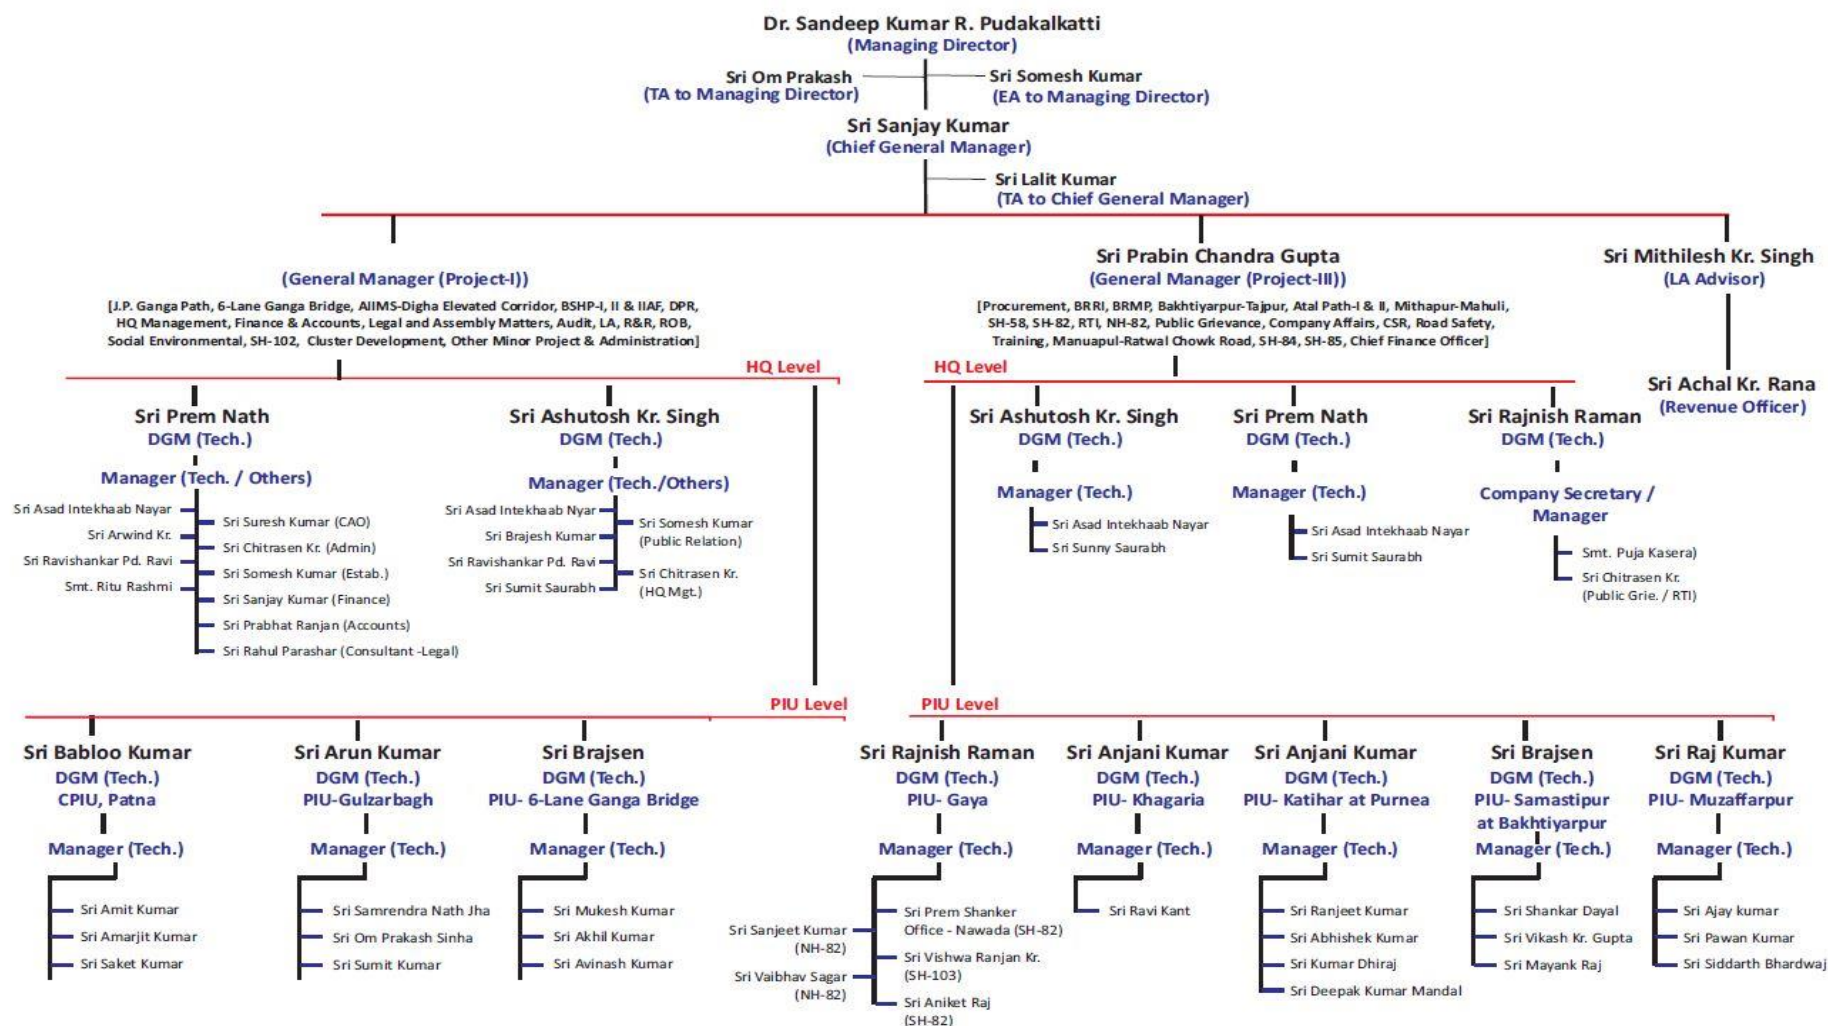 Dr. Sandeep Kumar R. Pudakalkatti
(Managing Director)
Sri Om Prakash
(TA to Managing Director)
Sri Somesh Kumar
(EA to Managing Director)
Sri Sanjay Kumar
(Chief General Manager)
Sri Lalit Kumar
(TA to Chief General Manager)
(General Manager (Project-I))
[J.P. Ganga Path, 6-Lane Ganga Bridge, AIIMS-Digha Elevated Corridor, BSHP-I, II & IIAF, DPR,
HQ Management, Finance & Accounts, Legal and Assembly Matters, Audit, LA, R&R, ROB,
Social Environmental, SH-102, Cluster Development, Other Minor Project & Administration]
Sri Prabin Chandra Gupta
(General Manager (Project-III))
[Procurement, BRRI, BRMP, Bakhtiyarpur-Tajpur, Atal Path-I & II, Mithapur-Mahuli,
SH-58, SH-82, RTI, NH-82, Public Grievance, Company Affairs, CSR, Road Safety,
Training, Manuapul-Ratwal Chowk Road, SH-84, SH-85, Chief Finance Officer]
Sri Mithilesh Kr. Singh
(LA Advisor)
Sri Achal Kr. Rana
(Revenue Officer)
HQ Level
Sri Prem Nath
DGM (Tech.)
Manager (Tech. / Others)
Sri Asad Intekhaab Nayar
Sri Arwind Kr.
Sri Ravishankar Pd. Ravi
Smt. Ritu Rashmi
Sri Suresh Kumar (CAO)
Sri Chitrasen Kr. (Admin)
Sri Somesh Kumar (Estab.)
Sri Sanjay Kumar (Finance)
Sri Prabhat Ranjan (Accounts)
Sri Rahul Parashar (Consultant -Legal)
Sri Ashutosh Kr. Singh
DGM (Tech.)
Manager (Tech./Others)
Sri Asad Intekhaab Nyar
Sri Brajesh Kumar
Sri Ravishankar Pd. Ravi
Sri Sumit Saurabh
Sri Somesh Kumar
(Public Relation)
Sri Chitrasen Kr.
(HQ Mgt.)
HQ Level
Sri Ashutosh Kr. Singh
DGM (Tech.)
Manager (Tech.)
Sri Asad Intekhaab Nayar
Sri Sunny Saurabh
Sri Prem Nath
DGM (Tech.)
Manager (Tech.)
Sri Asad Intekhaab Nayar
Sri Sumit Saurabh
Sri Rajnish Raman
DGM (Tech.)
Company Secretary /
Manager
Smt. Puja Kasera)
Sri Chitrasen Kr.
(Public Grie. / RTI)
PIU Level
Sri Babloo Kumar
DGM (Tech.)
CPIU, Patna
Manager (Tech.)
Sri Amit Kumar
Sri Amarjit Kumar
Sri Saket Kumar
Sri Arun Kumar
DGM (Tech.)
PIU-Gulzarbagh
Manager (Tech.)
Sri Samrendra Nath Jha
Sri Om Prakash Sinha
Sri Sumit Kumar
Sri Brajsen
DGM (Tech.)
PIU- 6-Lane Ganga Bridge
Manager (Tech.)
Sri Mukesh Kumar
Sri Akhil Kumar
Sri Avinash Kumar
PIU Level
Sri Rajnish Raman
DGM (Tech.)
PIU- Gaya
Manager (Tech.)
Sri Sanjeet Kumar
(NH-82)
Sri Vaibhav Sagar
(NH-82)
Sri Prem Shanker
Office - Nawada (SH-82)
Sri Vishwa Ranjan Kr.
(SH-103)
Sri Aniket Raj
(SH-82)
Sri Anjani Kumar
DGM (Tech.)
PIU- Khagaria
Manager (Tech.)
Sri Ravi Kant
Sri Anjani Kumar
DGM (Tech.)
PIU- Katihar at Purnea
Manager (Tech.)
Sri Ranjeet Kumar
Sri Abhishek Kumar
Sri Kumar Dhiraj
Sri Deepak Kumar Mandal
Sri Brajsen
DGM (Tech.)
PIU- Samastipur
at Bakhtiyarpur
Manager (Tech.)
Sri Shankar Dayal
Sri Vikash Kr. Gupta
Sri Mayank Raj
Sri Raj Kumar
DGM (Tech.)
PIU- Muzaffarpur
Manager (Tech.)
Sri Ajay kumar
Sri Pawan Kumar
Sri Siddarth Bhardwaj